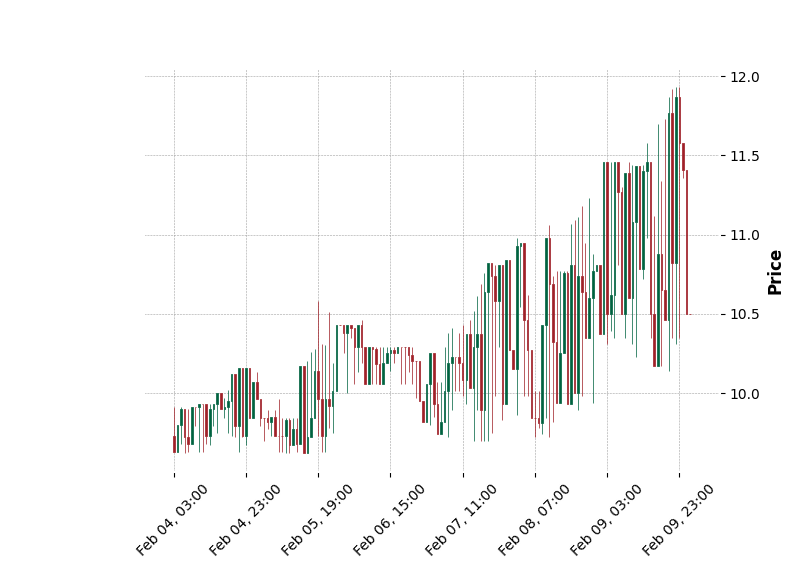 12.0
11.5
11.0
10.5
10.0
Price
Feb 04, 03:00
Feb 04, 23:00
Feb 05, 19:00
Feb 06, 15:00
Feb 07, 11:00
Feb 08, 07:00
Feb 09, 03:00
Feb 09, 23:00